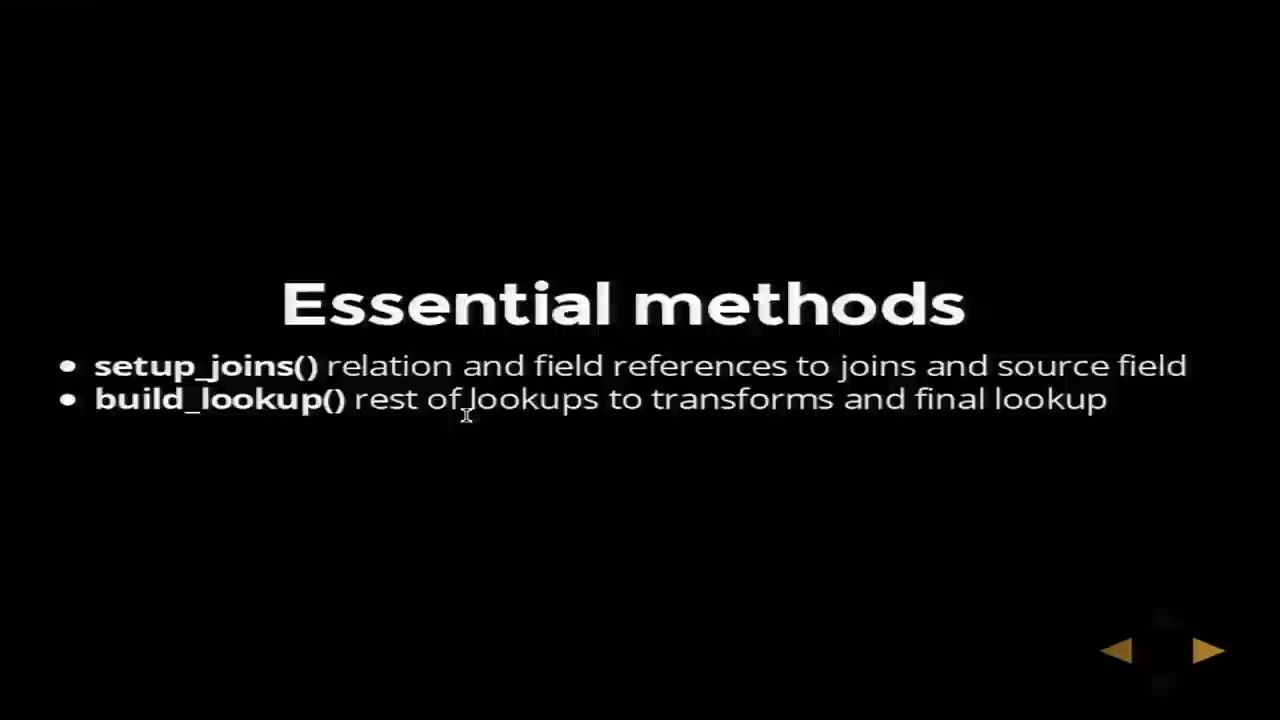 Essential methods
• setup_joins() relation and field references to joins and source field
• build_lookup() rest of lookups to transforms and final lookup